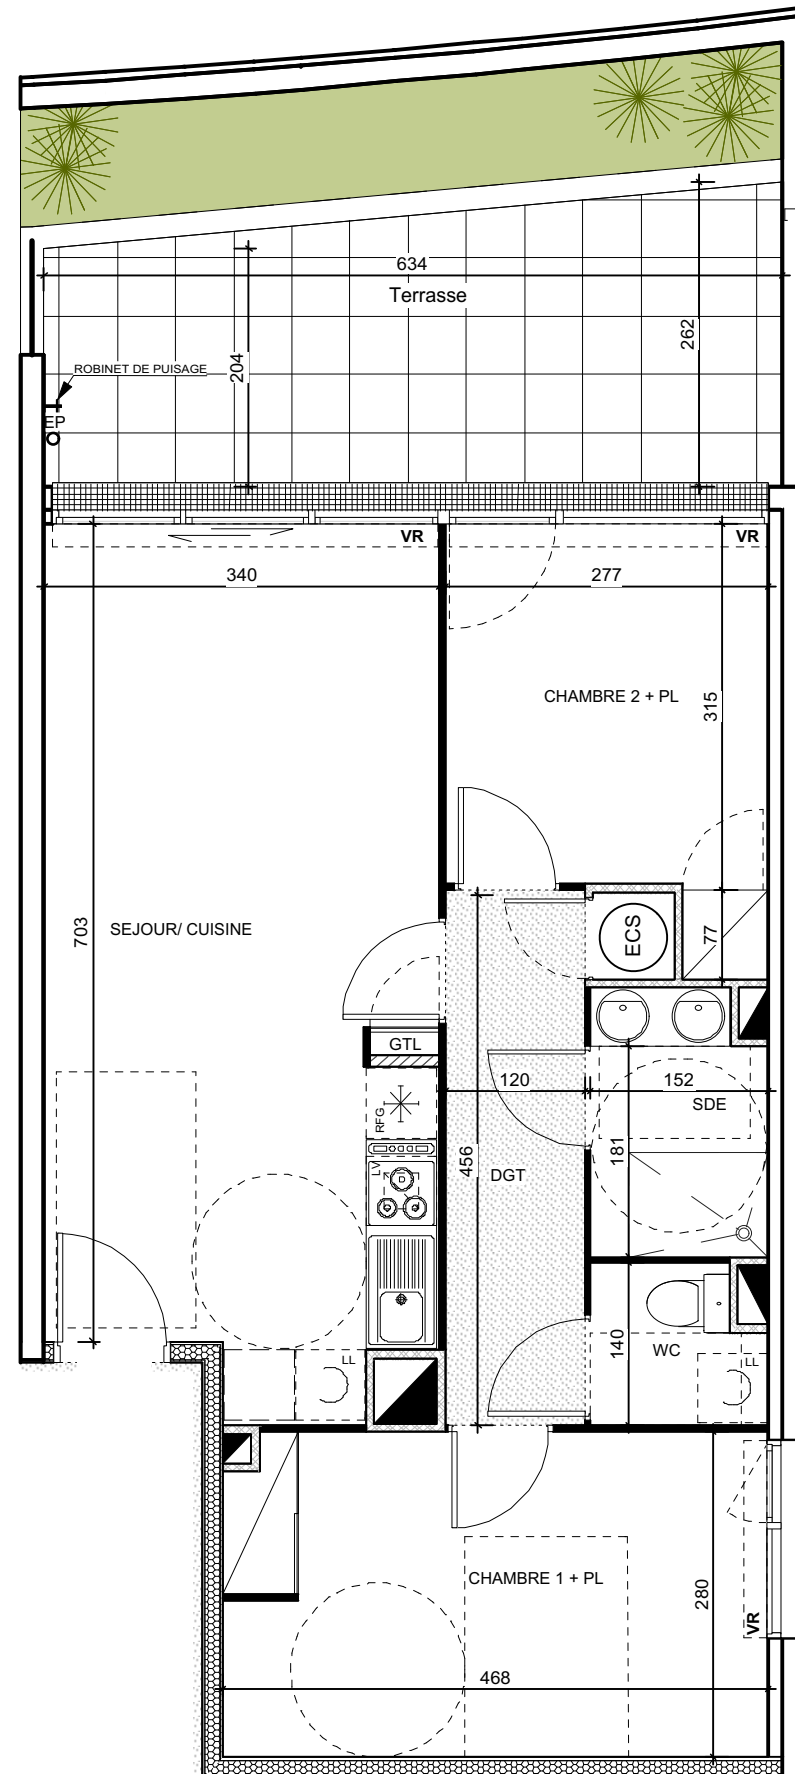 634
Terrasse
262
204
ROBINET DE PUISAGE
EP
VR
VR
340
277
CHAMBRE 2 + PL
315
703
SEJOUR/ CUISINE
ECS
77
GTL
120
152
RFG
SDE
181
LV
456
DGT
140
WC
LL
LL
CHAMBRE 1 + PL
280
VR
468